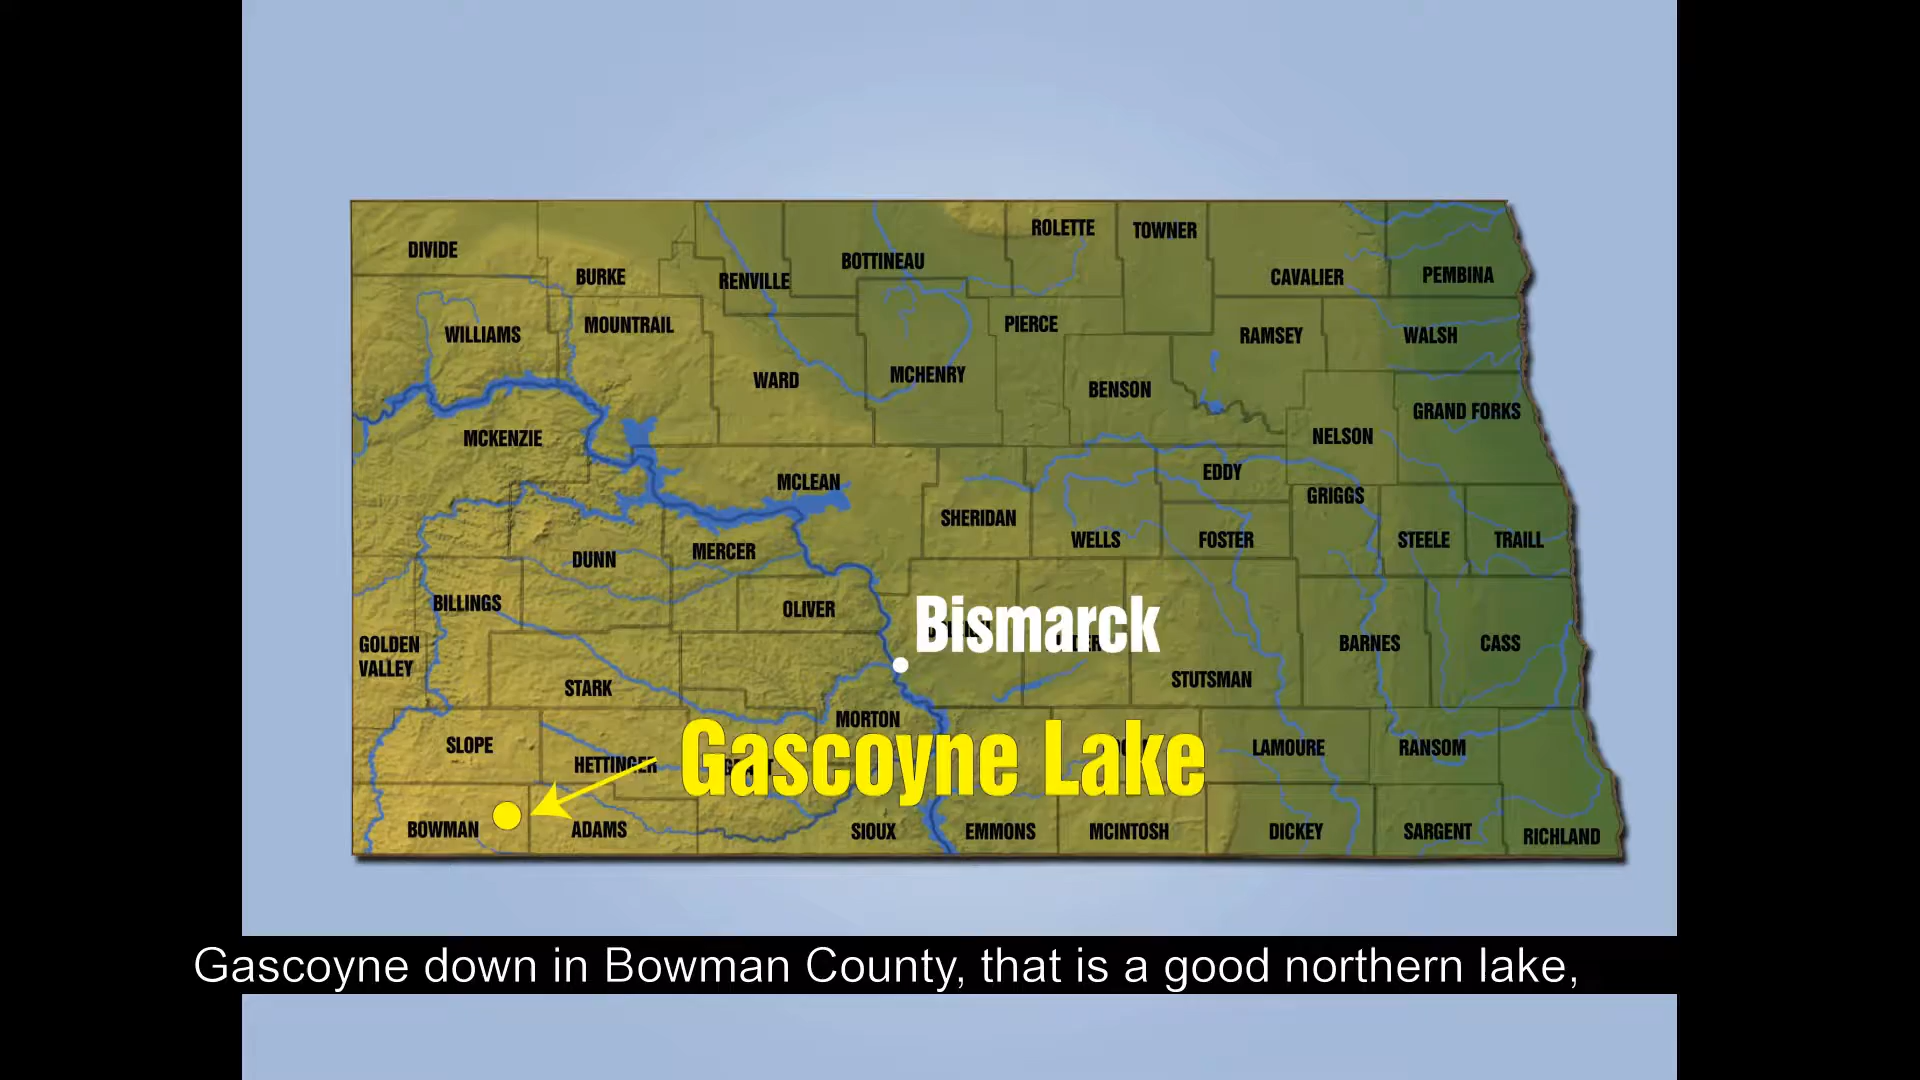 ROLETTE
TOWNER
DIVIDE
BOTTINEAU
BURKE
RENVILLE
CAVALIER
PEMBINA
MOUNTRAIL
PIERCE
WILLIAMS
RAMSEY
WALSH
WARD
MCHENRY
BENSON
GRAND FORKS
MCKENZIE
NELSON
MCLEAN
EDDY
GRIGGS
SHERIDAN
WELLS
FOSTER
STEELE
TRAILL
DUNN
MERCER
BILLINGS
OLIVER
Bismarck
GOLDEN
VALLEY
BARNES
CASS
STARK
STUTSMAN
MORTON
SLOPE
HETTINGER
Gascoyne Lake
LAMOURE
RANSOM
BOWMAN
ADAMS
SIOUX
EMMONS
MCINTOSH
DICKEY
SARGENT
RICHLAND
Gascoyne down in Bowman County, that is a good northern lake,